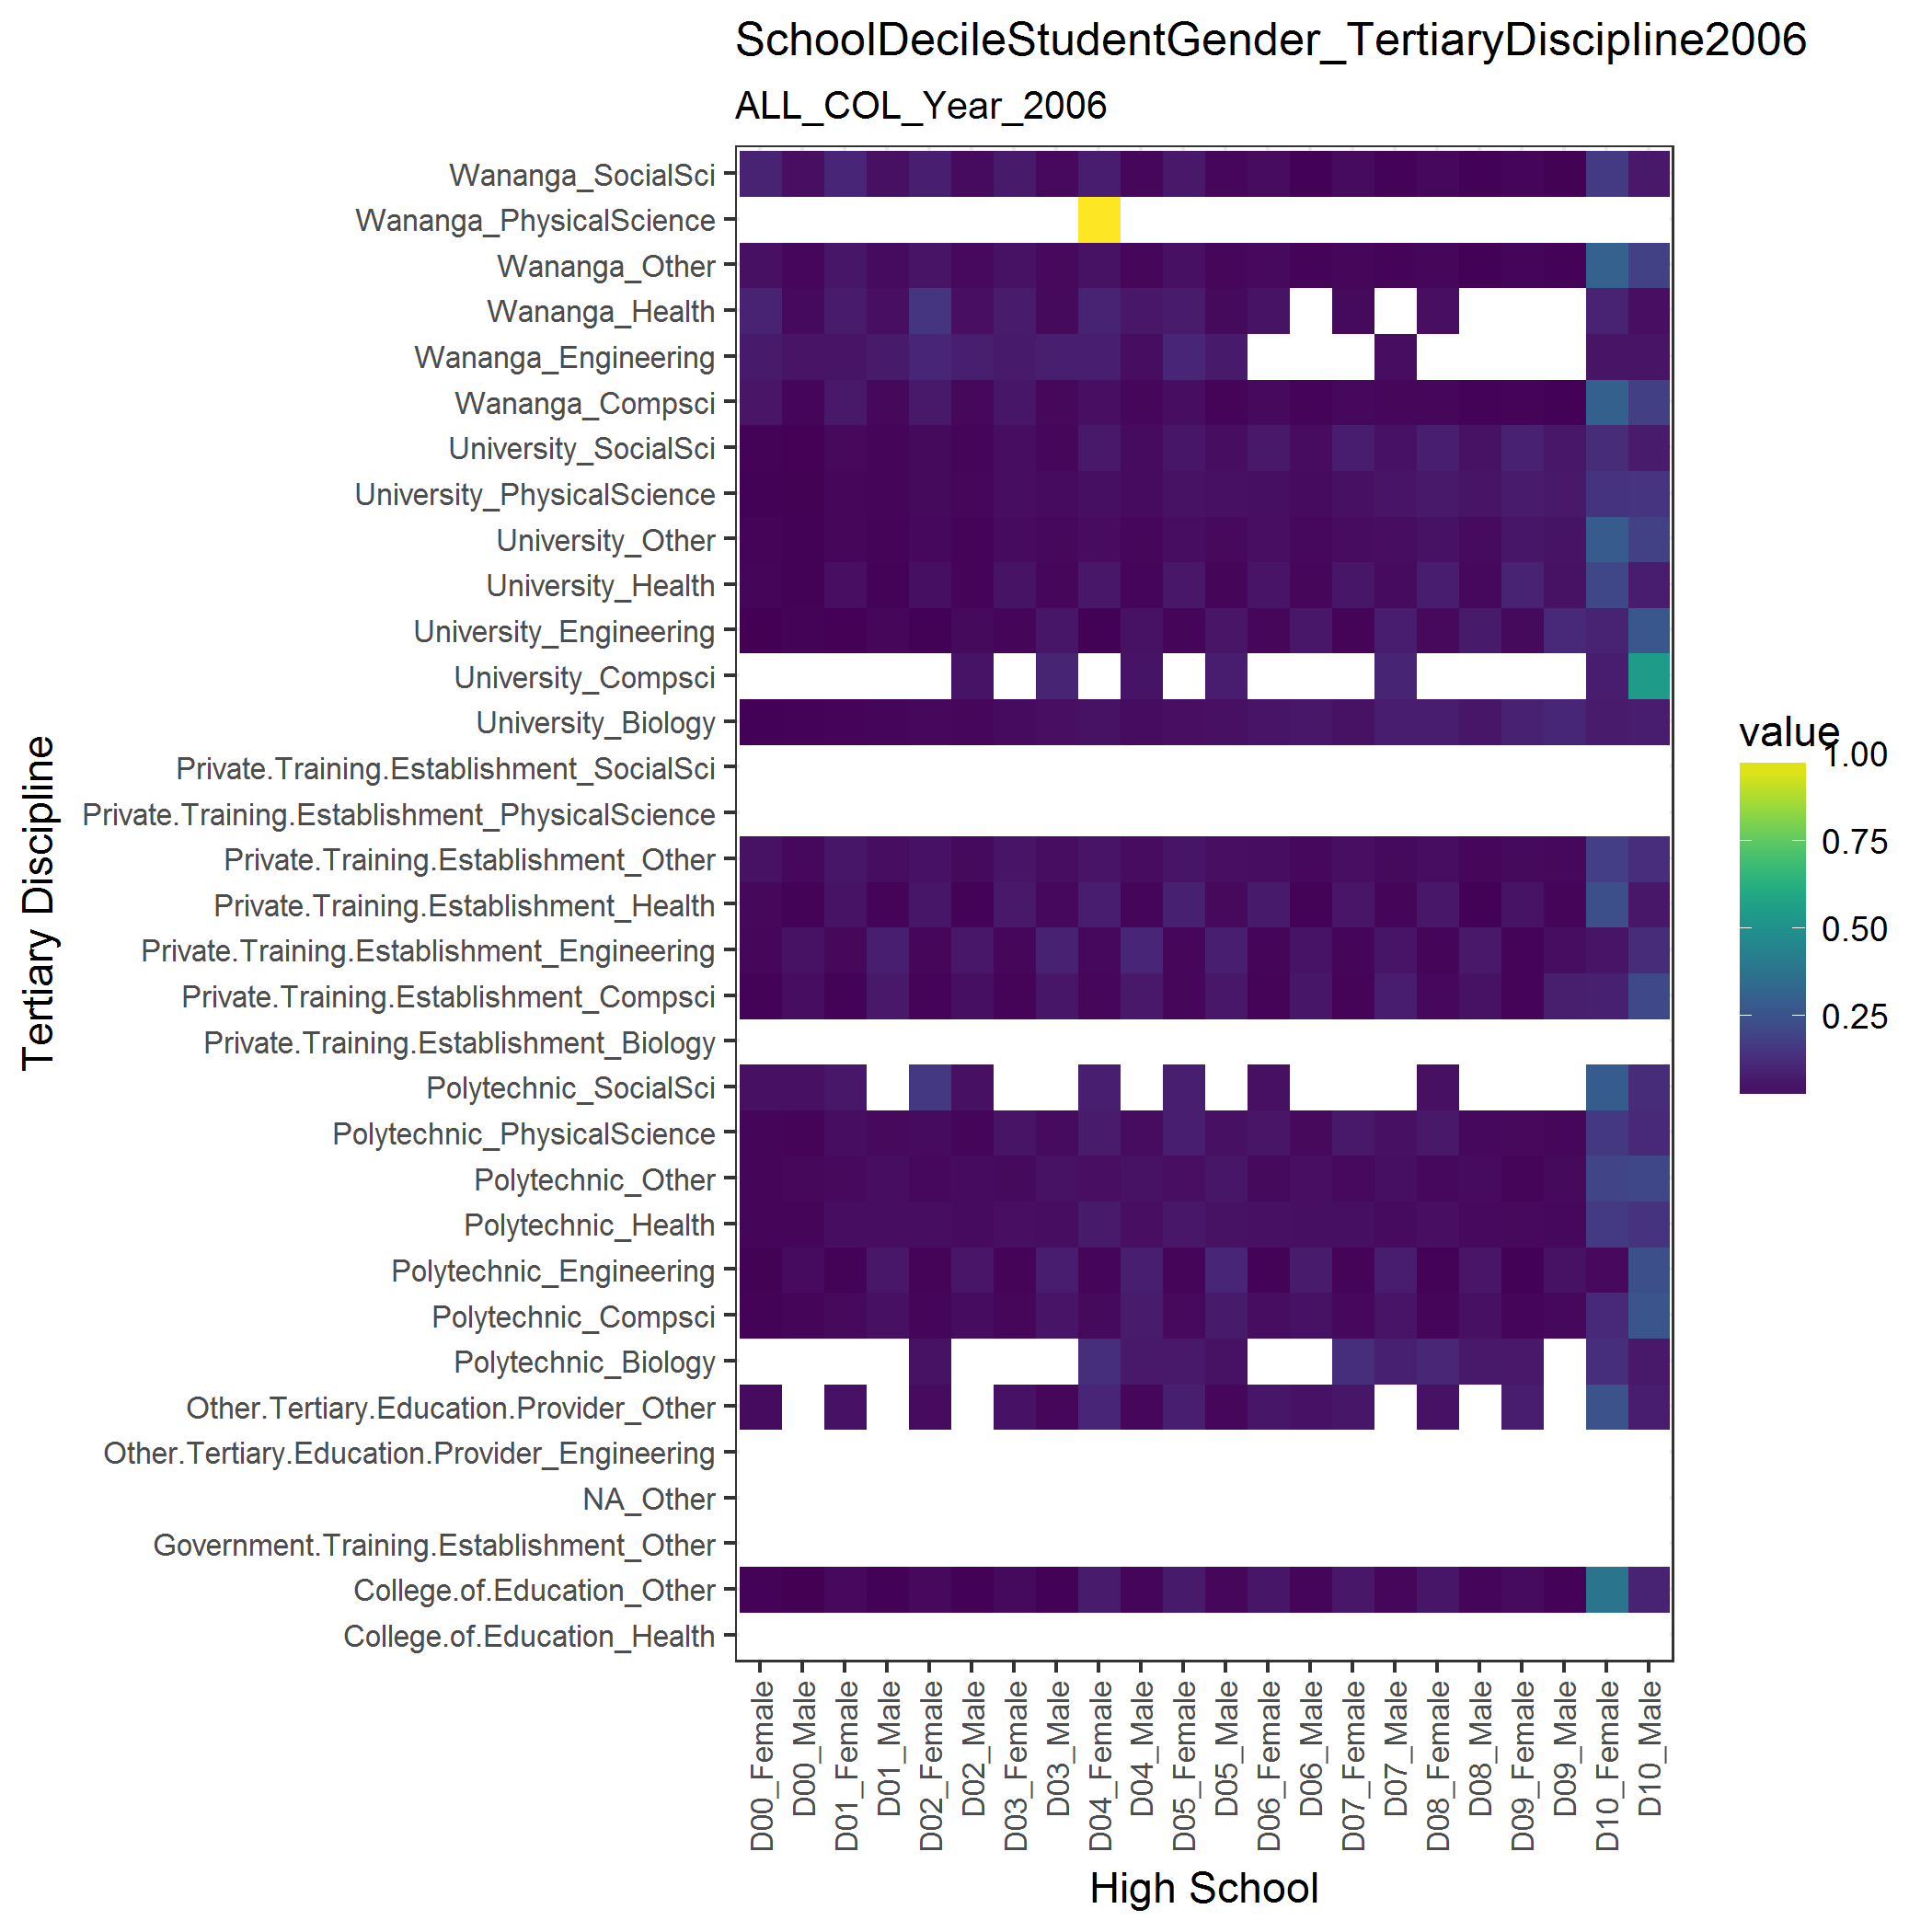 SchoolDecileStudentGender_TertiaryDiscipline2006
ALL_COL_Year_2006
Wananga_SocialSci
Wananga_PhysicalScience
Wananga_Other
Wananga_Health
Wananga_Engineering
Wananga_Compsci
University_SocialSci
University_PhysicalScience
University_Other
University_Health
University_Engineering
University_Compsci
University_Biology
Private.Training.Establishment_SocialSci
Private.Training.Establishment_PhysicalScience
Private.Training.Establishment_Other
Private.Training.Establishment_Health
Private.Training.Establishment_Engineering
Private.Training.Establishment_Compsci
Private.Training.Establishment_Biology
Polytechnic_SocialSci
Polytechnic_PhysicalScience
Polytechnic_Other
Polytechnic_Health
Polytechnic_Engineering
Polytechnic_Compsci
Polytechnic_Biology
Other.Tertiary.Education.Provider_Other
Other.Tertiary.Education.Provider_Engineering
NA_Other
Government.Training.Establishment_Other
College.of.Education_Other
College.of.Education_Health
Tertiary Discipline
D00_Female
D00_Male
D01_Female
D01_Male
D02_Female
D02_Male
D03_Female
D03_Male
D04_Female
D04_Male
D05_Female
D05_Male
D06_Female
D06_Male
D07_Female
D07_Male
D08_Female
D08_Male
D09_Female
D09_Male
D10_Female
D10_Male
High School
value
1.00
0.75
0.50
0.25